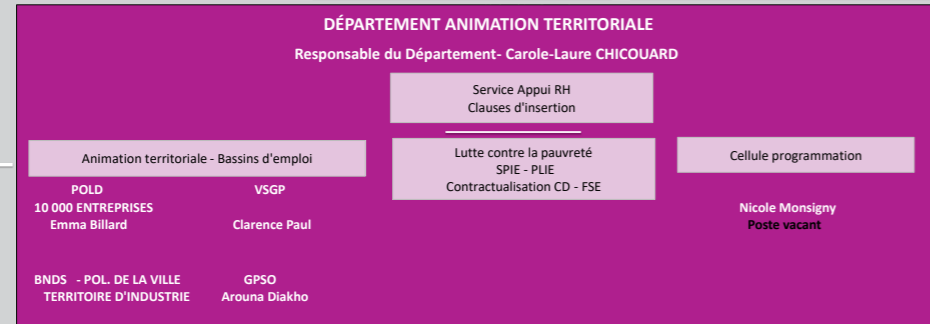 DÉPARTEMENT ANIMATION TERRITORIALE
Responsable du Département- Carole-Laure CHICOUARD
Service Appui RH
Clauses d'insertion
Animation territoriale - Bassins d'emploi
Lutte contre la pauvreté
SPIE - PLIE
Contractualisation CD - FSE
Cellule programmation
POLD VSGP
10 000 ENTREPRISES
Emma Billard Clarence Paul
Nicole Monsigny
Poste vacant
BNDS - POL. DE LA VILLE GPSO
TERRITOIRE D'INDUSTRIE Arouna Diakho